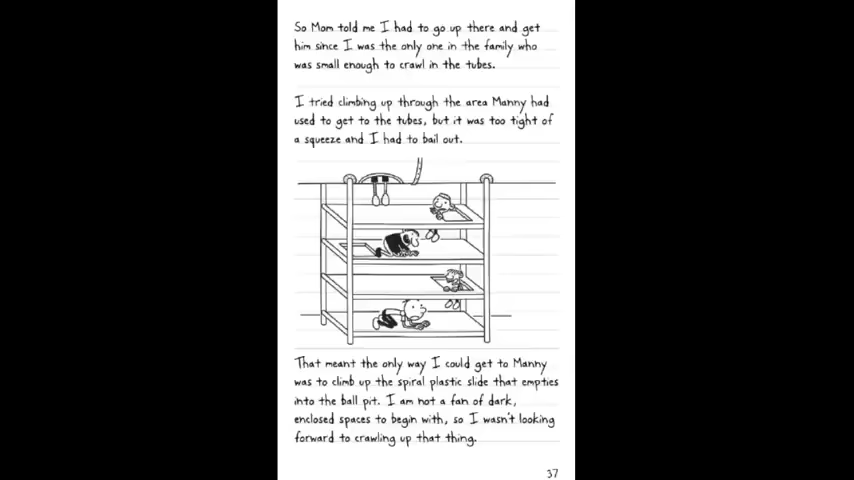 So Mom told me I had to go up there and get
him since I was the only one in the family who
was small enough to crawl in the tubes.
I tried climbing up through the area Manny had
used to get to the tubes, but it was too tight of
a squeeze and I had to bail out.
That meant the only way I could get to Manny
was to climb up the spiral plastic slide that empties
into the ball pit. I am not a fan of dark,
enclosed spaces to begin with, so I wasn't looking
forward to crawling up that thing.
37